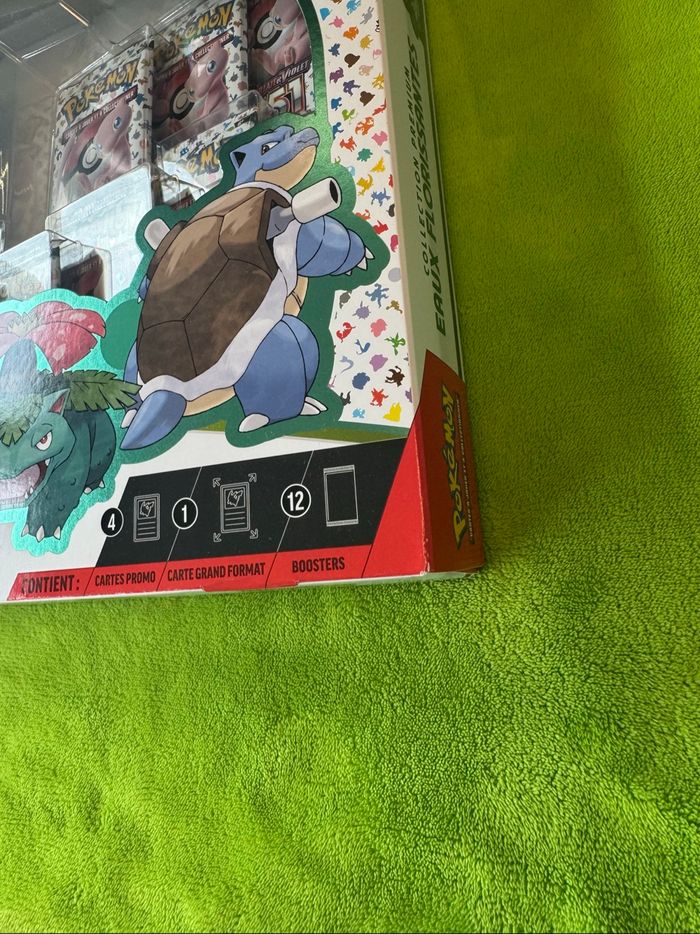 POKéMON
POKéMON
151
COLLECTION PREMIUM
EAUX FLORISSANTES
POKéMON
4
1
12
CONTIENT :
CARTES PROMO
CARTE GRAND FORMAT
BOOSTERS